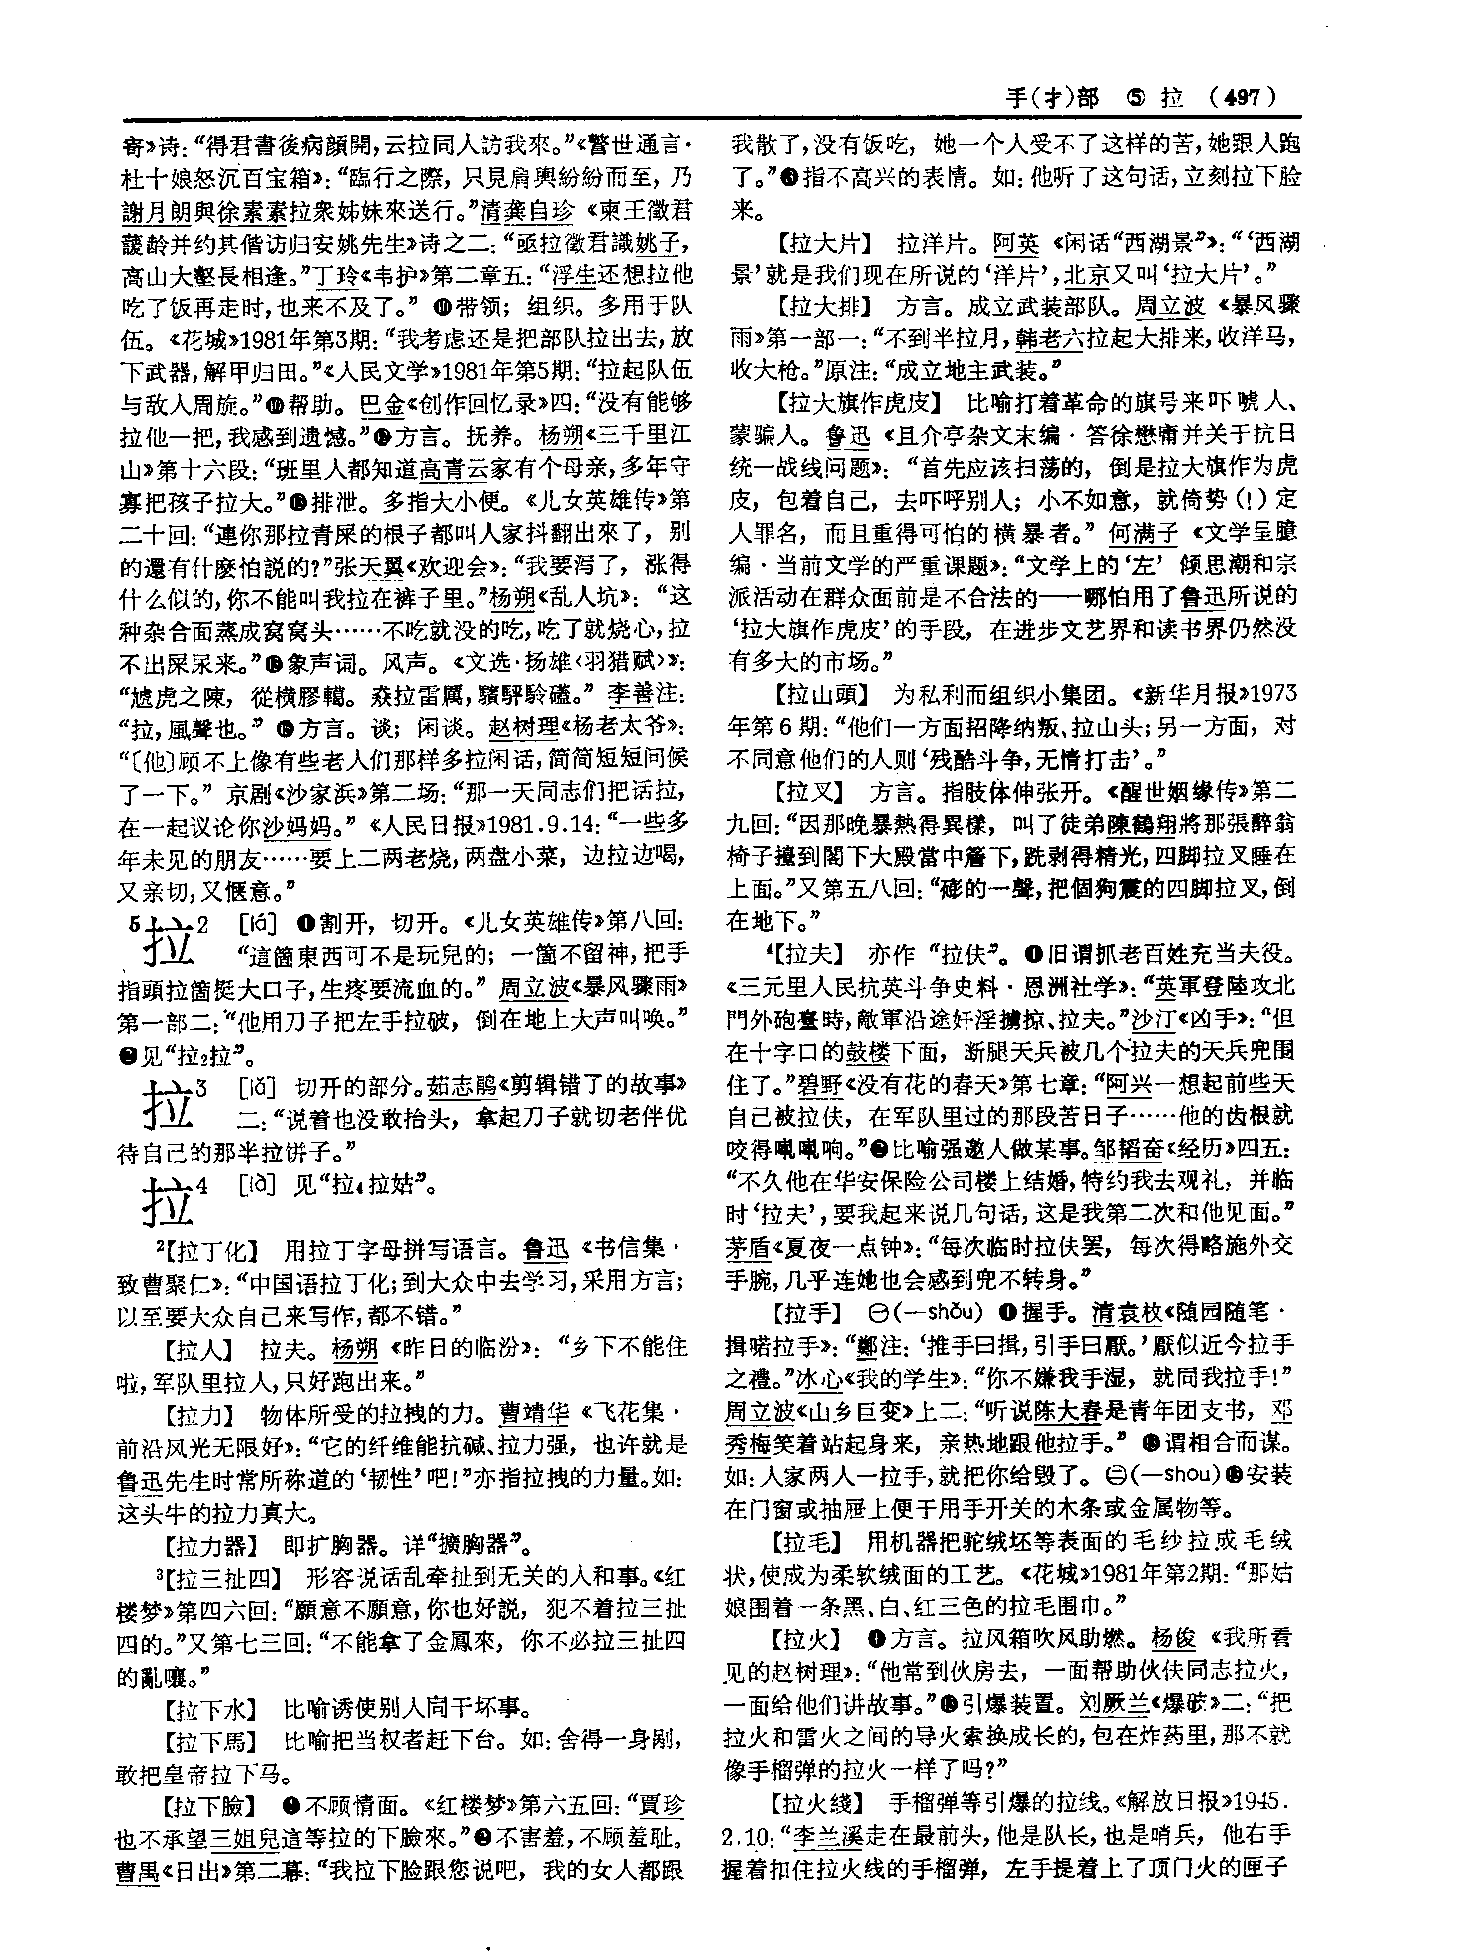 手(扌)部 ⑤ 拉 (497)
寄》诗:“得君書後病顔開,云拉同人訪我來。”《警世通言·
杜十娘怒沉百宝箱》:“臨行之際,只見肩輿紛紛而至,乃
謝月朗與徐素素拉衆姊妹來送行。”清龚自珍《柬王徵君
蘐龄并约其偕访归安姚先生》诗之二:“亟拉徵君識姚子,
高山大壑長相逢。”丁玲《韦护》第二章五:“浮生还想拉他
吃了饭再走时,也来不及了。” ❿带领;组织。多用于队
伍。《花城》1981年第3期:“我考虑还是把部队拉出去,放
下武器,解甲归田。”《人民文学》1981年第5期:“拉起队伍
与敌人周旋。”⓫帮助。巴金《创作回忆录》四:“没有能够
拉他一把,我感到遗憾。”⓬方言。抚养。杨朔《三千里江
山》第十六段:“班里人都知道高青云家有个母亲,多年守
寡把孩子拉大。”⓭排泄。多指大小便。《儿女英雄传》第
二十回:“連你那拉青屎的根子都叫人家抖翻出來了,别
的還有什麼怕説的?”张天翼《欢迎会》:“我要泻了,涨得
什么似的,你不能叫我拉在裤子里。”杨朔《乱人坑》:“这
种杂合面蒸成窝窝头……不吃就没的吃,吃了就烧心,拉
不出屎尿来。”⓮象声词。风声。《文选·扬雄〈羽猎赋〉》:
“虓虎之陳,從横膠轕。猋拉雷厲,驞駍駖磕。” 李善注:
“拉,風聲也。” ⓯方言。谈;闲谈。赵树理《杨老太爷》:
“〔他〕顾不上像有些老人们那样多拉闲话,简简短短问候
了一下。” 京剧《沙家浜》第二场:“那一天同志们把话拉,
在一起议论你沙妈妈。” 《人民日报》1981.9.14:“一些多
年未见的朋友……要上二两老烧,两盘小菜,边拉边喝,
又亲切,又惬意。”
5拉2 [lá] ❶割开,切开。《儿女英雄传》第八回:
“這箇東西可不是玩兒的;一箇不留神,把手
指頭拉箇挺大口子,生疼要流血的。” 周立波《暴风骤雨》
第一部二:“他用刀子把左手拉破,倒在地上大声叫唤。”
❷见“拉2拉”。
拉3 [lǎ] 切开的部分。茹志鹃《剪辑错了的故事》
二:“说着也没敢抬头,拿起刀子就切老伴优
待自己的那半拉饼子。”
拉4 [là] 见“拉4拉姑”。
2【拉丁化】 用拉丁字母拼写语言。鲁迅《书信集·
致曹聚仁》:“中国语拉丁化;到大众中去学习,采用方言;
以至要大众自己来写作,都不错。”
【拉人】 拉夫。杨朔《昨日的临汾》:“乡下不能住
啦,军队里拉人,只好跑出来。”
【拉力】 物体所受的拉拽的力。曹靖华《飞花集·
前沿风光无限好》:“它的纤维能抗碱、拉力强,也许就是
鲁迅先生时常所称道的‘韧性’吧!”亦指拉拽的力量。如:
这头牛的拉力真大。
【拉力器】 即扩胸器。详“擴胸器”。
3【拉三扯四】 形容说话乱牵扯到无关的人和事。《红
楼梦》第四六回:“願意不願意,你也好説,犯不着拉三扯
四的。”又第七三回:“不能拿了金鳳來,你不必拉三扯四
的亂嚷。”
【拉下水】 比喻诱使别人同干坏事。
【拉下馬】 比喻把当权者赶下台。如:舍得一身剐,
敢把皇帝拉下马。
【拉下臉】 ❶不顾情面。《红楼梦》第六五回:“賈珍
也不承望三姐兒這等拉的下臉來。”❷不害羞,不顾羞耻。
曹禺《日出》第二幕:“我拉下脸跟您说吧,我的女人都跟
我散了,没有饭吃,她一个人受不了这样的苦,她跟人跑
了。”❸指不高兴的表情。如:他听了这句话,立刻拉下脸
来。
【拉大片】 拉洋片。阿英《闲话“西湖景”》:“‘西湖
景’就是我们现在所说的‘洋片’,北京又叫‘拉大片’。”
【拉大排】 方言。成立武装部队。周立波《暴风骤
雨》第一部一:“不到半拉月,韩老六拉起大排来,收洋马,
收大枪。”原注:“成立地主武装。”
【拉大旗作虎皮】 比喻打着革命的旗号来吓唬人、
蒙骗人。鲁迅《且介亭杂文末编·答徐懋庸并关于抗日
统一战线问题》:“首先应该扫荡的,倒是拉大旗作为虎
皮,包着自己,去吓呼别人;小不如意,就倚势(!)定
人罪名,而且重得可怕的横暴者。” 何满子《文学呈臆
编·当前文学的严重课题》:“文学上的‘左’倾思潮和宗
派活动在群众面前是不合法的——哪怕用了鲁迅所说的
‘拉大旗作虎皮’的手段,在进步文艺界和读书界仍然没
有多大的市场。”
【拉山頭】 为私利而组织小集团。《新华月报》1973
年第6期:“他们一方面招降纳叛、拉山头;另一方面,对
不同意他们的人则‘残酷斗争,无情打击’。”
【拉叉】 方言。指肢体伸张开。《醒世姻缘传》第二
九回:“因那晚暴熱得異樣,叫了徒弟陳鶴翔將那張醉翁
椅子擡到閣下大殿當中簷下,跣剥得精光,四脚拉叉睡在
上面。”又第五八回:“磞的一聲,把個狗震的四脚拉叉,倒
在地下。”
4【拉夫】 亦作“拉伕”。❶旧谓抓老百姓充当夫役。
《三元里人民抗英斗争史料·恩洲社学》:“英軍登陸攻北
門外砲臺時,敵軍沿途奸淫擄掠、拉夫。”沙汀《凶手》:“但
在十字口的鼓楼下面,断腿天兵被几个拉夫的天兵兜围
住了。”碧野《没有花的春天》第七章:“阿兴一想起前些天
自己被拉伕,在军队里过的那段苦日子……他的齿根就
咬得嘓嘓响。”❷比喻强邀人做某事。邹韬奋《经历》四五:
“不久他在华安保险公司楼上结婚,特约我去观礼,并临
时‘拉夫’,要我起来说几句话,这是我第二次和他见面。”
茅盾《夏夜一点钟》:“每次临时拉伕罢,每次得略施外交
手腕,几乎连她也会感到兜不转身。”
【拉手】 ㊀(—shǒu) ❶握手。清袁枚《随园随笔·
揖喏拉手》:“鄭注:‘推手曰揖,引手曰厭。’厭似近今拉手
之禮。”冰心《我的学生》:“你不嫌我手湿,就同我拉手!”
周立波《山乡巨变》上二:“听说陈大春是青年团支书,邓
秀梅笑着站起身来,亲热地跟他拉手。” ❷谓相合而谋。
如:人家两人一拉手,就把你给毁了。㊁(—shou)❸安装
在门窗或抽屉上便于用手开关的木条或金属物等。
【拉毛】 用机器把驼绒坯等表面的毛纱拉成毛绒
状,使成为柔软绒面的工艺。《花城》1981年第2期:“那姑
娘围着一条黑、白、红三色的拉毛围巾。”
【拉火】 ❶方言。拉风箱吹风助燃。杨俊《我所看
见的赵树理》:“他常到伙房去,一面帮助伙伕同志拉火,
一面给他们讲故事。”❷引爆装置。刘厥兰《爆破》二:“把
拉火和雷火之间的导火索换成长的,包在炸药里,那不就
像手榴弹的拉火一样了吗?”
【拉火綫】 手榴弹等引爆的拉线。《解放日报》1945.
2.10:“李兰溪走在最前头,他是队长,也是哨兵,他右手
握着扣住拉火线的手榴弹,左手提着上了顶门火的匣子